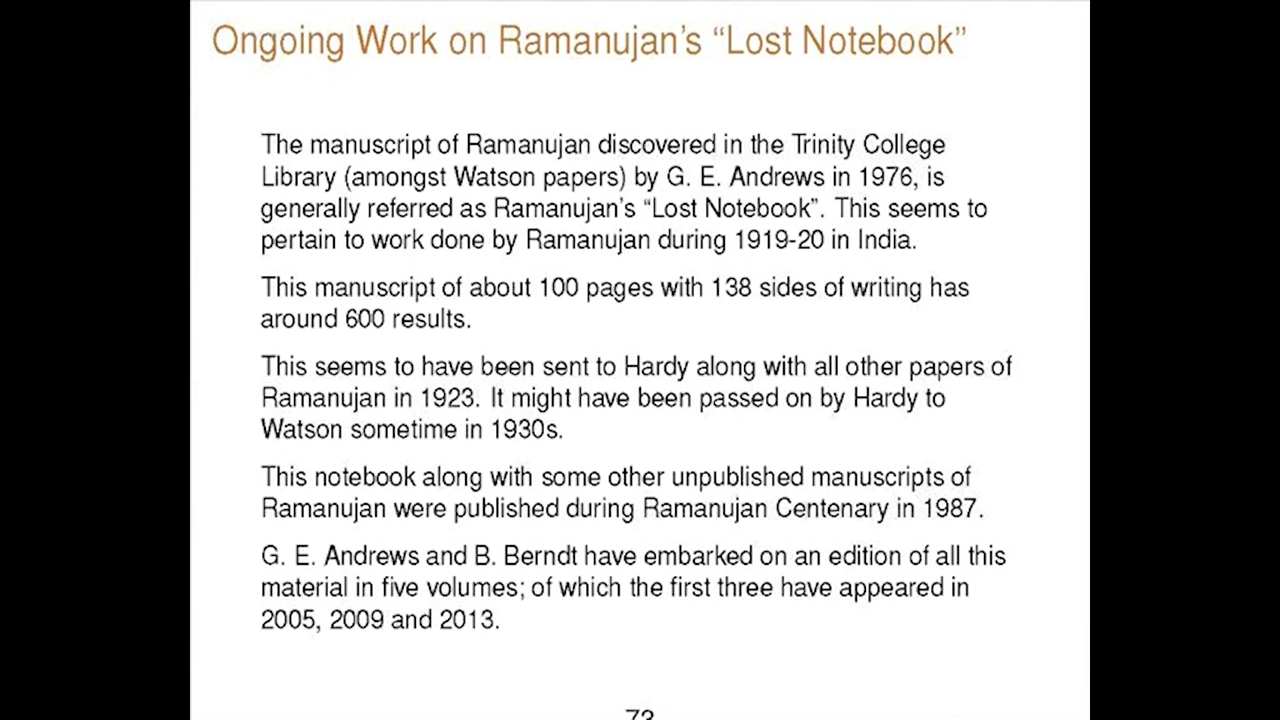 Ongoing Work on Ramanujan's “Lost Notebook”
The manuscript of Ramanujan discovered in the Trinity College
Library (amongst Watson papers) by G. E. Andrews in 1976, is
generally referred as Ramanujan's “Lost Notebook”. This seems to
pertain to work done by Ramanujan during 1919-20 in India.
This manuscript of about 100 pages with 138 sides of writing has
around 600 results.
This seems to have been sent to Hardy along with all other papers of
Ramanujan in 1923. It might have been passed on by Hardy to
Watson sometime in 1930s.
This notebook along with some other unpublished manuscripts of
Ramanujan were published during Ramanujan Centenary in 1987.
G. E. Andrews and B. Berndt have embarked on an edition of all this
material in five volumes; of which the first three have appeared in
2005, 2009 and 2013.